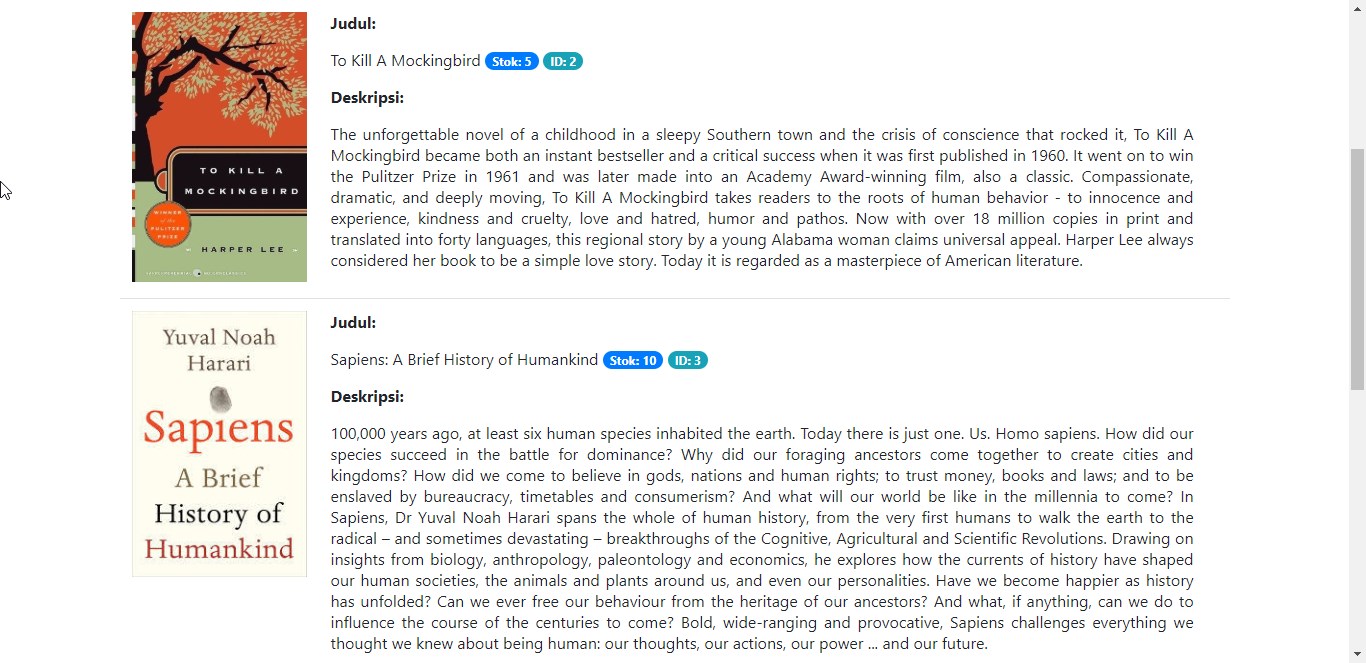 TO KILL A
MOCKINGBIRD
WINNER
of the
PULITZER
PRIZE
HARPER LEE
Judul:
To Kill A Mockingbird Stok: 5 ID: 2
Deskripsi:
The unforgettable novel of a childhood in a sleepy Southern town and the crisis of conscience that rocked it, To Kill A
Mockingbird became both an instant bestseller and a critical success when it was first published in 1960. It went on to win
the Pulitzer Prize in 1961 and was later made into an Academy Award-winning film, also a classic. Compassionate,
dramatic, and deeply moving, To Kill A Mockingbird takes readers to the roots of human behavior - to innocence and
experience, kindness and cruelty, love and hatred, humor and pathos. Now with over 18 million copies in print and
translated into forty languages, this regional story by a young Alabama woman claims universal appeal. Harper Lee always
considered her book to be a simple love story. Today it is regarded as a masterpiece of American literature.
Yuval Noah
Harari
Sapiens
A Brief
History of
Humankind
Judul:
Sapiens: A Brief History of Humankind Stok: 10 ID: 3
Deskripsi:
100,000 years ago, at least six human species inhabited the earth. Today there is just one. Us. Homo sapiens. How did our
species succeed in the battle for dominance? Why did our foraging ancestors come together to create cities and
kingdoms? How did we come to believe in gods, nations and human rights; to trust money, books and laws; and to be
enslaved by bureaucracy, timetables and consumerism? And what will our world be like in the millennia to come? In
Sapiens, Dr Yuval Noah Harari spans the whole of human history, from the very first humans to walk the earth to the
radical – and sometimes devastating – breakthroughs of the Cognitive, Agricultural and Scientific Revolutions. Drawing on
insights from biology, anthropology, paleontology and economics, he explores how the currents of history have shaped
our human societies, the animals and plants around us, and even our personalities. Have we become happier as history
has unfolded? Can we ever free our behaviour from the heritage of our ancestors? And what, if anything, can we do to
influence the course of the centuries to come? Bold, wide-ranging and provocative, Sapiens challenges everything we
thought we knew about being human: our thoughts, our actions, our power ... and our future.